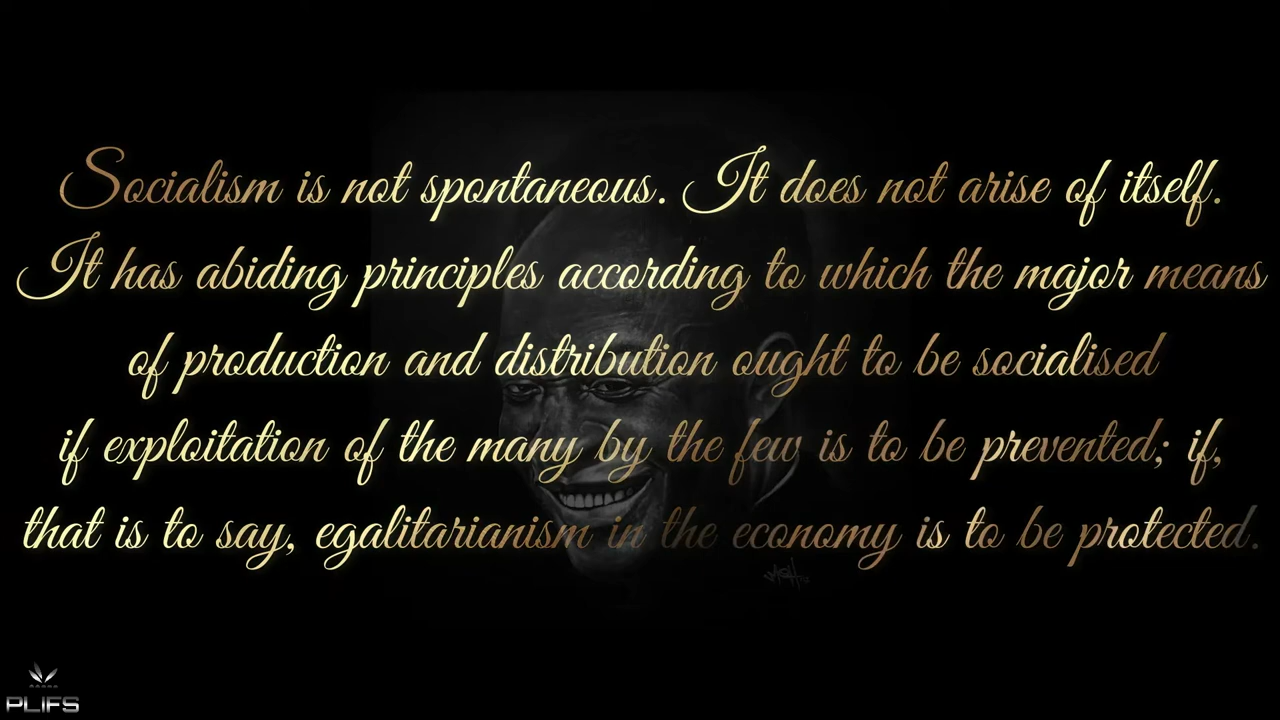 Socialism is not spontaneous. It does not arise of itself.
It has abiding principles according to which the major means
of production and distribution ought to be socialised
if exploitation of the many by the few is to be prevented; if,
that is to say, egalitarianism in the economy is to be protected.
PLIFS